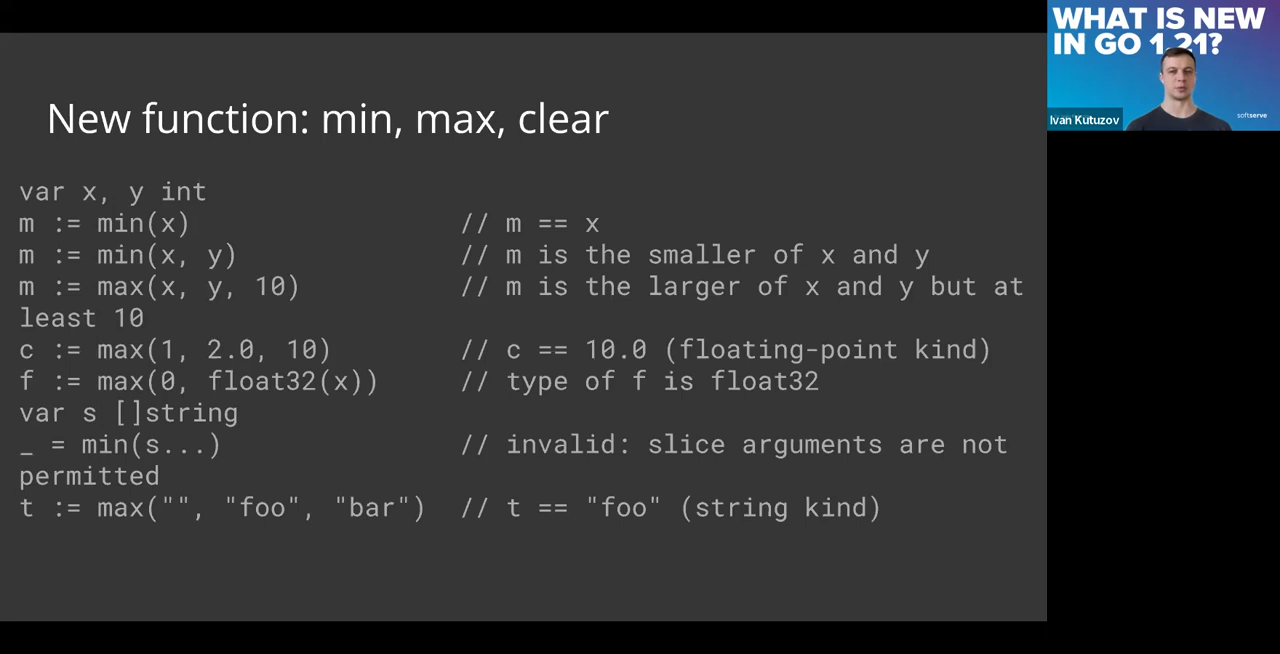 New function: min, max, clear
var x, y int
m := min(x) // m == x
m := min(x, y) // m is the smaller of x and y
m := max(x, y, 10) // m is the larger of x and y but at
least 10
c := max(1, 2.0, 10) // c == 10.0 (floating-point kind)
f := max(0, float32(x)) // type of f is float32
var s []string
_ = min(s...) // invalid: slice arguments are not
permitted
t := max("", "foo", "bar") // t == "foo" (string kind)
WHAT IS NEW
IN GO 1.21?
Ivan Kutuzov
softserve